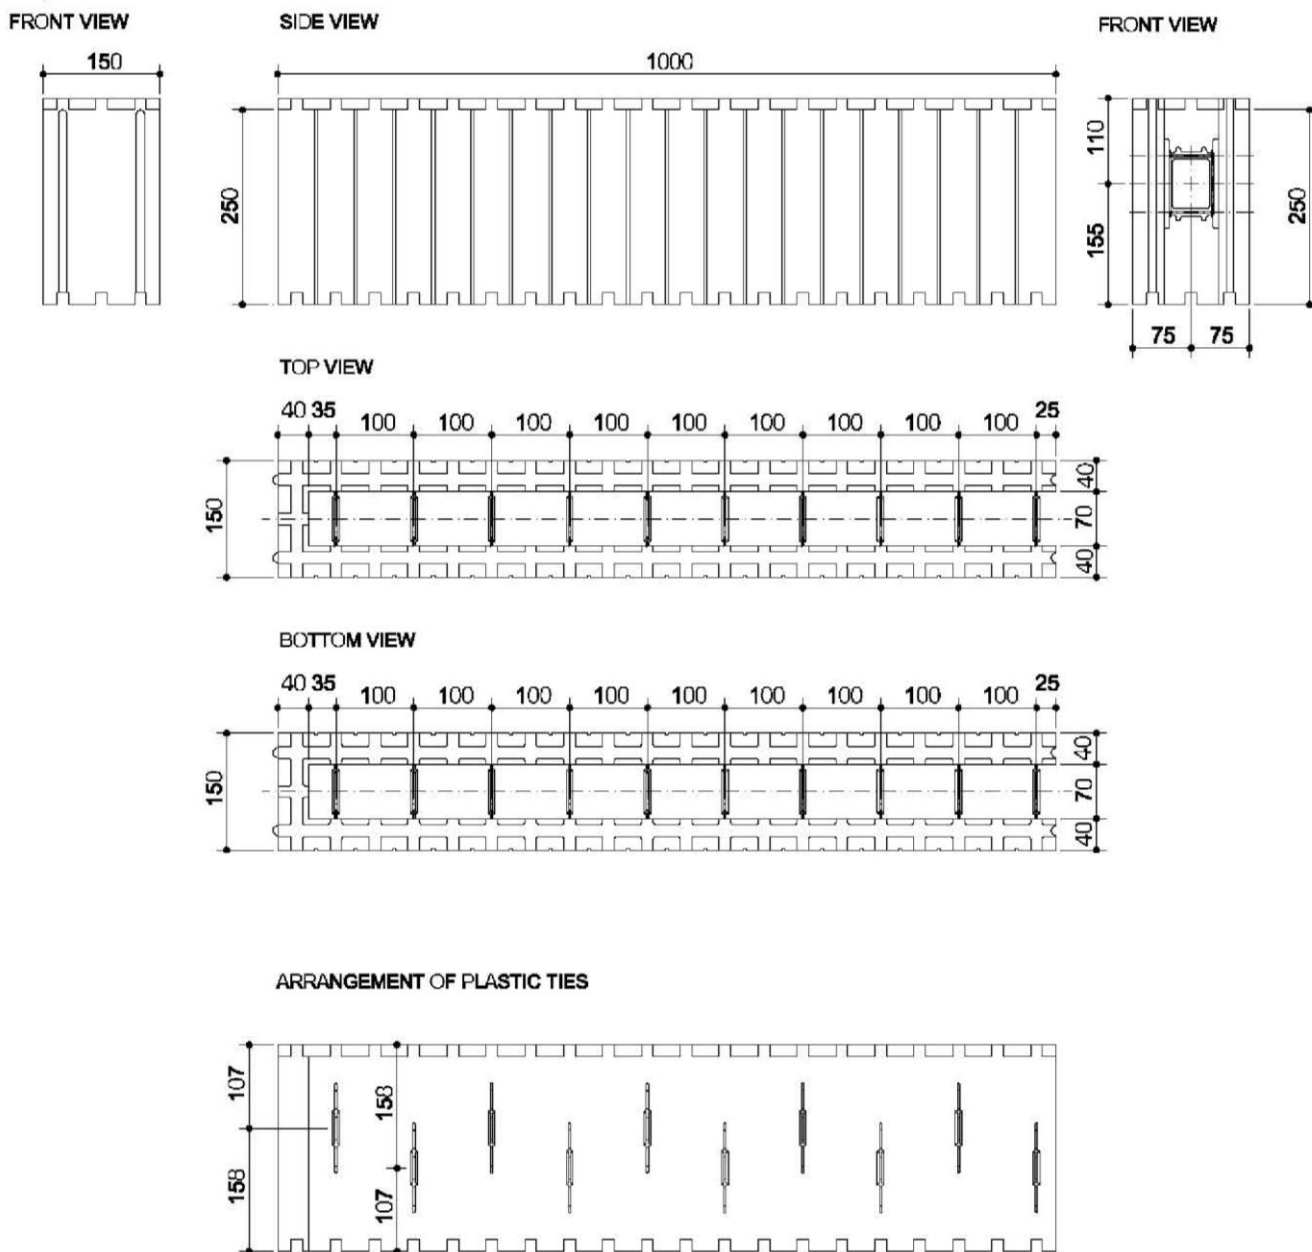 FRONT VIEW
SIDE VIEW
FRONT VIEW
150
1000
250
110
155
250
75 75
TOP VIEW
40 35 100 100 100 100 100 100 100 100 100 25
150
40
70
40
BOTTOM VIEW
40 35 100 100 100 100 100 100 100 100 100 25
150
40
70
40
ARRANGEMENT OF PLASTIC TIES
107
158
158
107